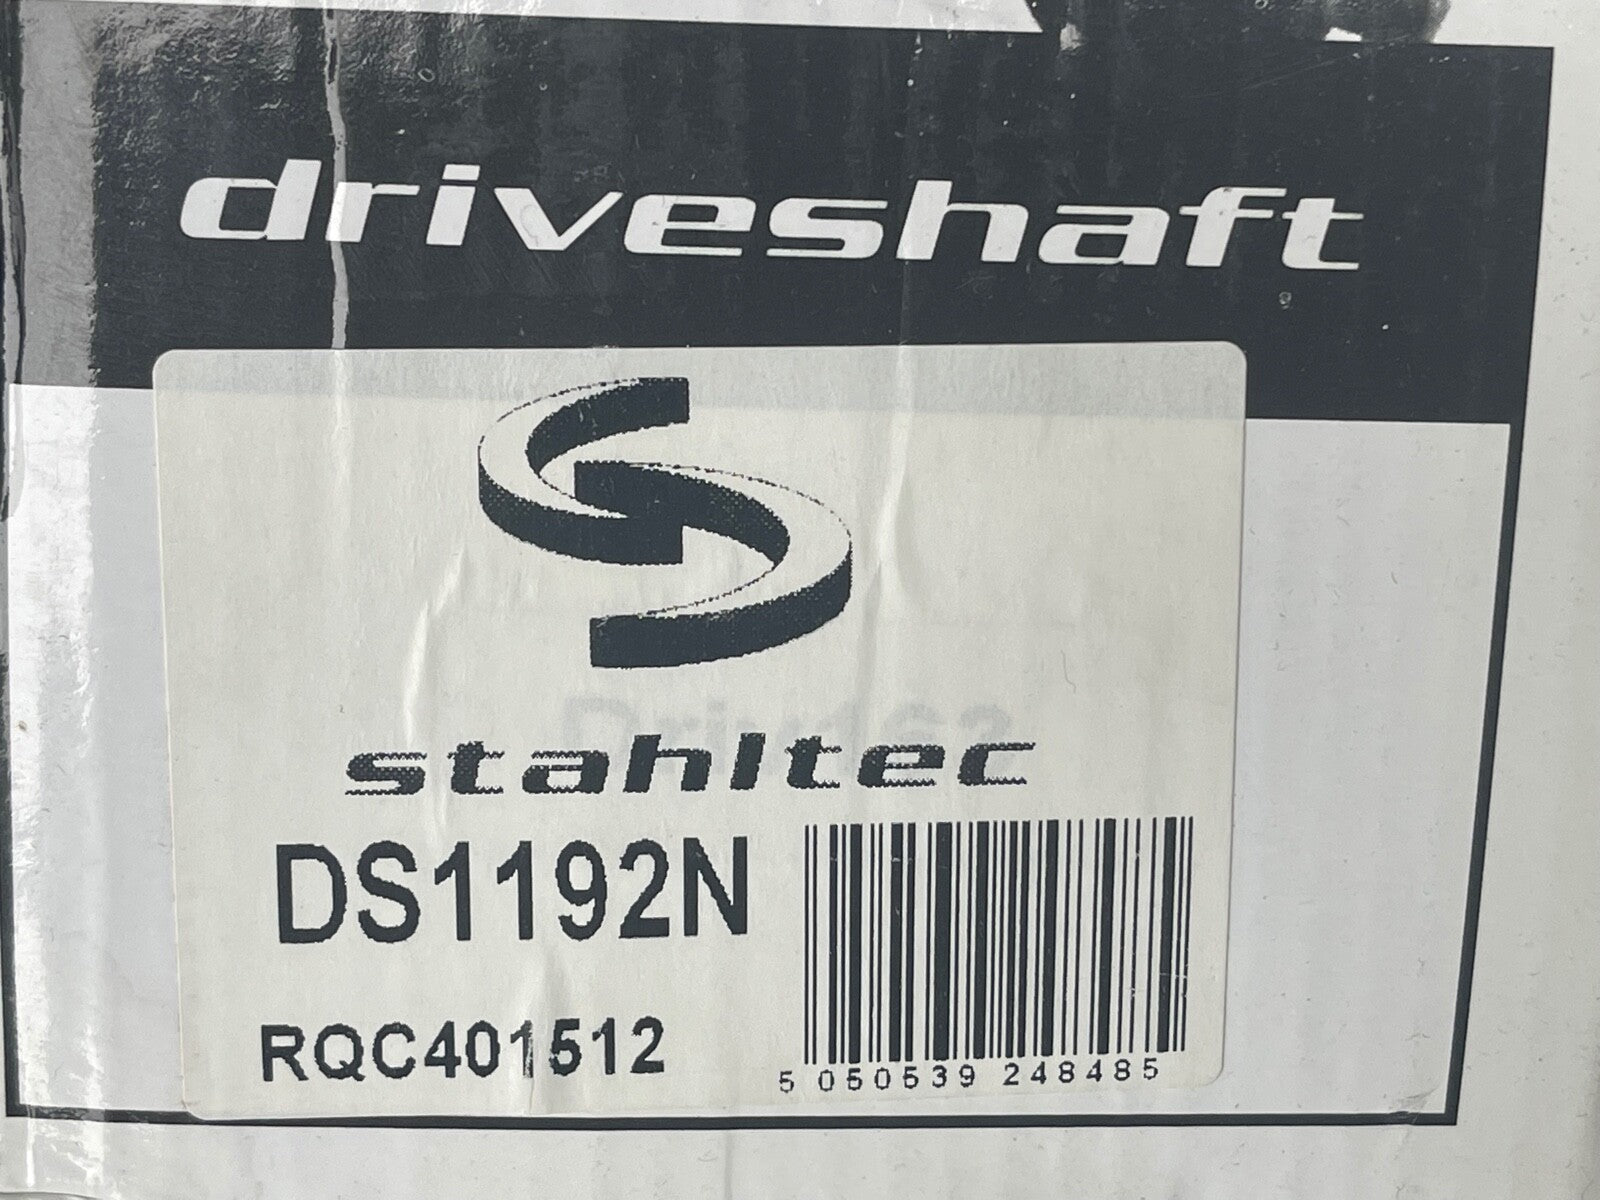 driveshaft
stahltec
DS1192N
RQC401512
5 050539 248485